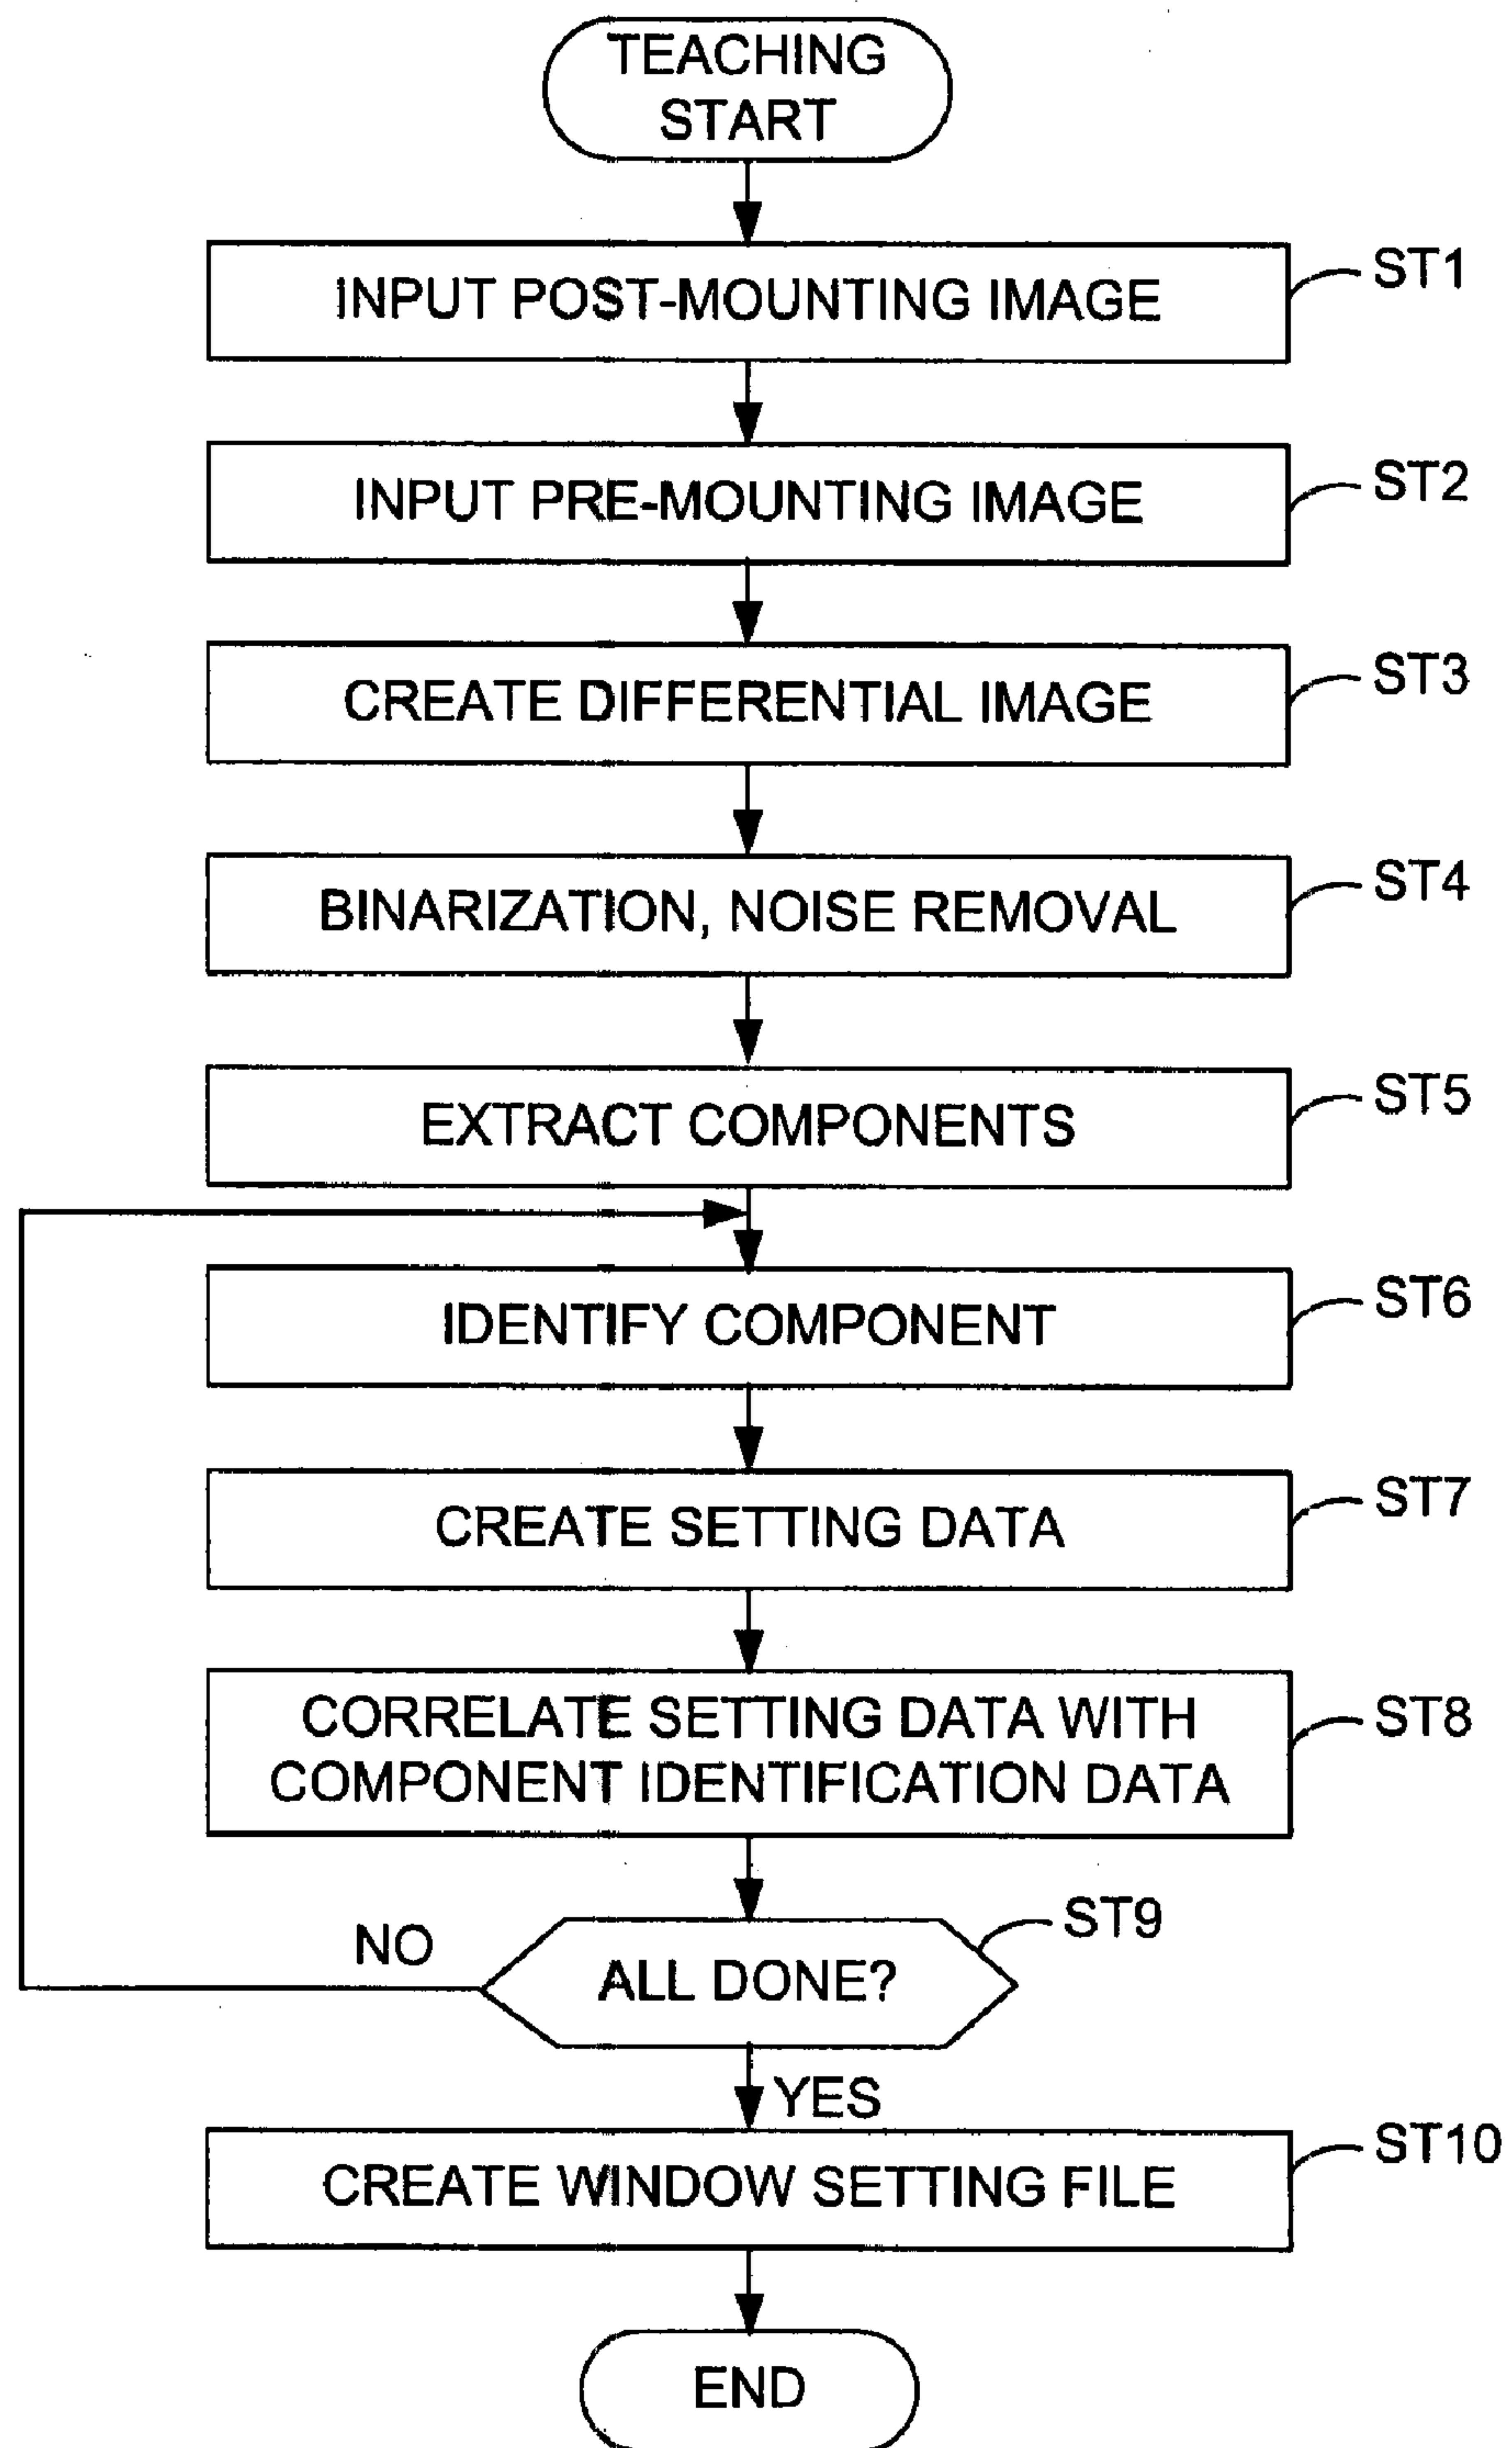 TEACHING
START
INPUT POST-MOUNTING IMAGE
ST1
INPUT PRE-MOUNTING IMAGE
ST2
CREATE DIFFERENTIAL IMAGE
ST3
BINARIZATION, NOISE REMOVAL
ST4
EXTRACT COMPONENTS
ST5
IDENTIFY COMPONENT
ST6
CREATE SETTING DATA
ST7
CORRELATE SETTING DATA WITH
COMPONENT IDENTIFICATION DATA
ST8
ALL DONE?
ST9
NO
YES
CREATE WINDOW SETTING FILE
ST10
END